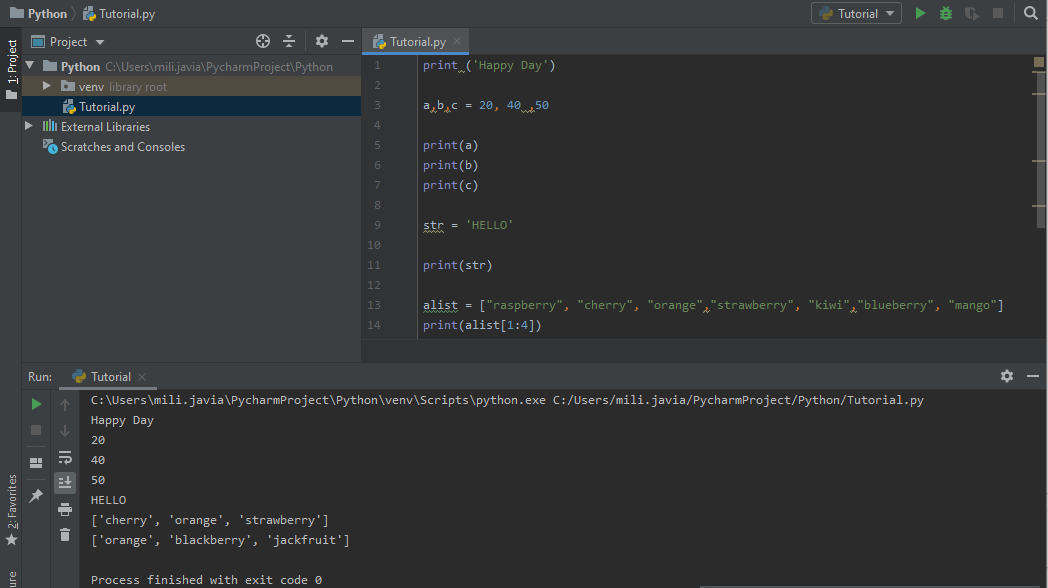 Python Tutorial.py
Tutorial
1: Project
Project
Tutorial.py
Python C:\Users\mili.javia\PycharmProject\Python
venv library root
Tutorial.py
External Libraries
Scratches and Consoles
1 print ('Happy Day')
2
3 a,b,c = 20, 40 ,50
4
5 print(a)
6 print(b)
7 print(c)
8
9 str = 'HELLO'
10
11 print(str)
12
13 alist = ["raspberry", "cherry", "orange","strawberry", "kiwi","blueberry", "mango"]
14 print(alist[1:4])
Run: Tutorial
C:\Users\mili.javia\PycharmProject\Python\venv\Scripts\python.exe C:/Users/mili.javia/PycharmProject/Python/Tutorial.py
Happy Day
20
40
50
HELLO
['cherry', 'orange', 'strawberry']
['orange', 'blackberry', 'jackfruit']
Process finished with exit code 0
2: Favorites